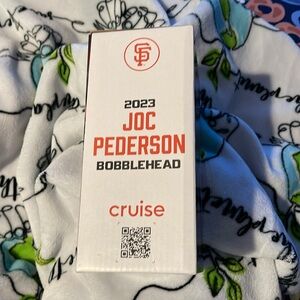 SF
2023
JOC
PEDERSON
BOBBLEHEAD
cruise